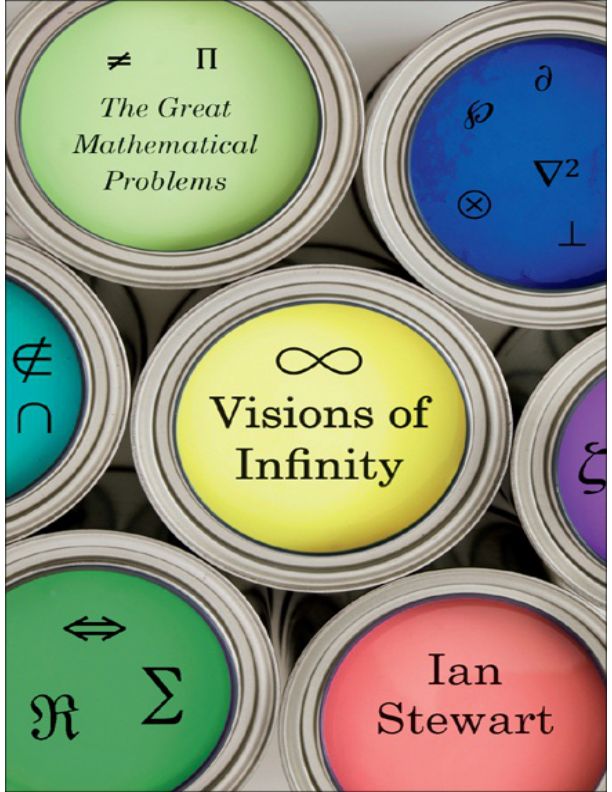 ≠ Π
The Great
Mathematical
Problems
∂
℘
∇²
⊗
⊥
∉
∩
∞
Visions of
Infinity
ζ
⇔
ℜ Σ
Ian
Stewart